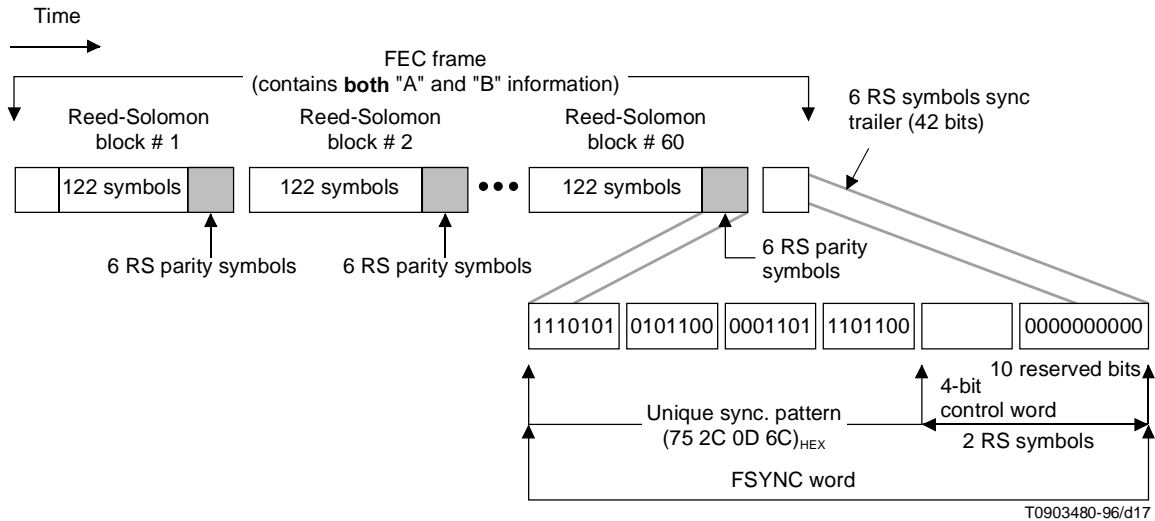 Time
FEC frame
(contains both "A" and "B" information)
6 RS symbols sync
trailer (42 bits)
Reed-Solomon
block # 1
Reed-Solomon
block # 2
Reed-Solomon
block # 60
122 symbols
122 symbols
•••
122 symbols
6 RS parity symbols
6 RS parity symbols
6 RS parity
symbols
1110101
0101100
0001101
1101100
0000000000
10 reserved bits
4-bit
control word
Unique sync. pattern
(75 2C 0D 6C)HEX
2 RS symbols
FSYNC word
T0903480-96/d17